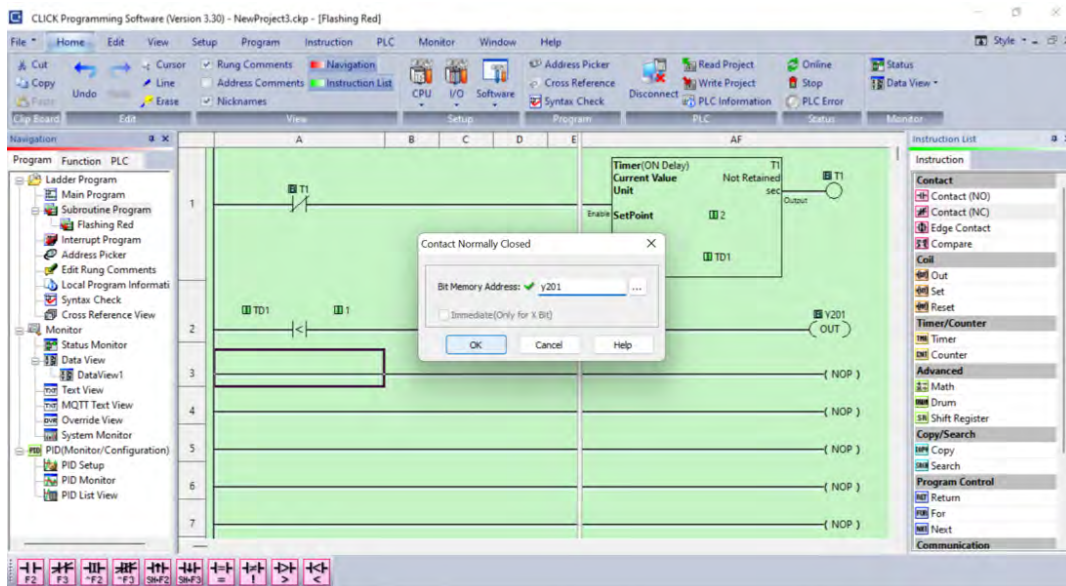 CLICK Programming Software (Version 3.30) - NewProject3.ckp - [Flashing Red]
File Home Edit View Setup Program Instruction PLC Monitor Window Help Style
Cut Cursor Rung Comments Navigation Address Picker Read Project Online Status
Copy Undo Line Address Comments Instruction List CPU I/O Software Cross Reference Disconnect Write Project Stop Data View
Erase Nicknames Syntax Check PLC Information PLC Error
Clip Board Edit View Setup Program PLC Status Monitor
Navigation
Program Function PLC
Ladder Program
Main Program
Subroutine Program
Flashing Red
Interrupt Program
Address Picker
Edit Rung Comments
Local Program Informati
Syntax Check
Cross Reference View
Monitor
Status Monitor
Data View
DataView1
Text View
MQTT Text View
Override View
System Monitor
PID(Monitor/Configuration)
PID Setup
PID Monitor
PID List View
A B C D E AF
1
T1
Timer(ON Delay) T1
Current Value Not Retained
Unit sec
Enable SetPoint 2
TD1
Output
T1
2
TD1 1
Y201
OUT
3 ( NOP )
4 ( NOP )
5 ( NOP )
6 ( NOP )
7 ( NOP )
Contact Normally Closed
Bit Memory Address: y201 ...
Immediate(Only for X Bit)
OK Cancel Help
Instruction List
Instruction
Contact
Contact (NO)
Contact (NC)
Edge Contact
Compare
Coil
Out
Set
Reset
Timer/Counter
Timer
Counter
Advanced
Math
Drum
Shift Register
Copy/Search
Copy
Search
Program Control
Return
For
Next
Communication
F2 F3 ^F2 ^F3 SH+F2 SH+F3 = ! > <